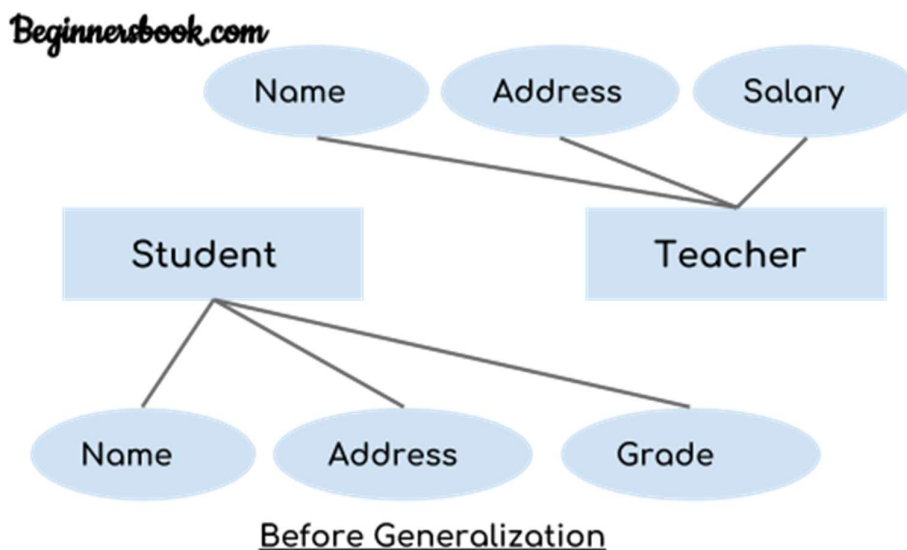 Beginnersbook.com
Name Address Salary
Student Teacher
Name Address Grade
Before Generalization